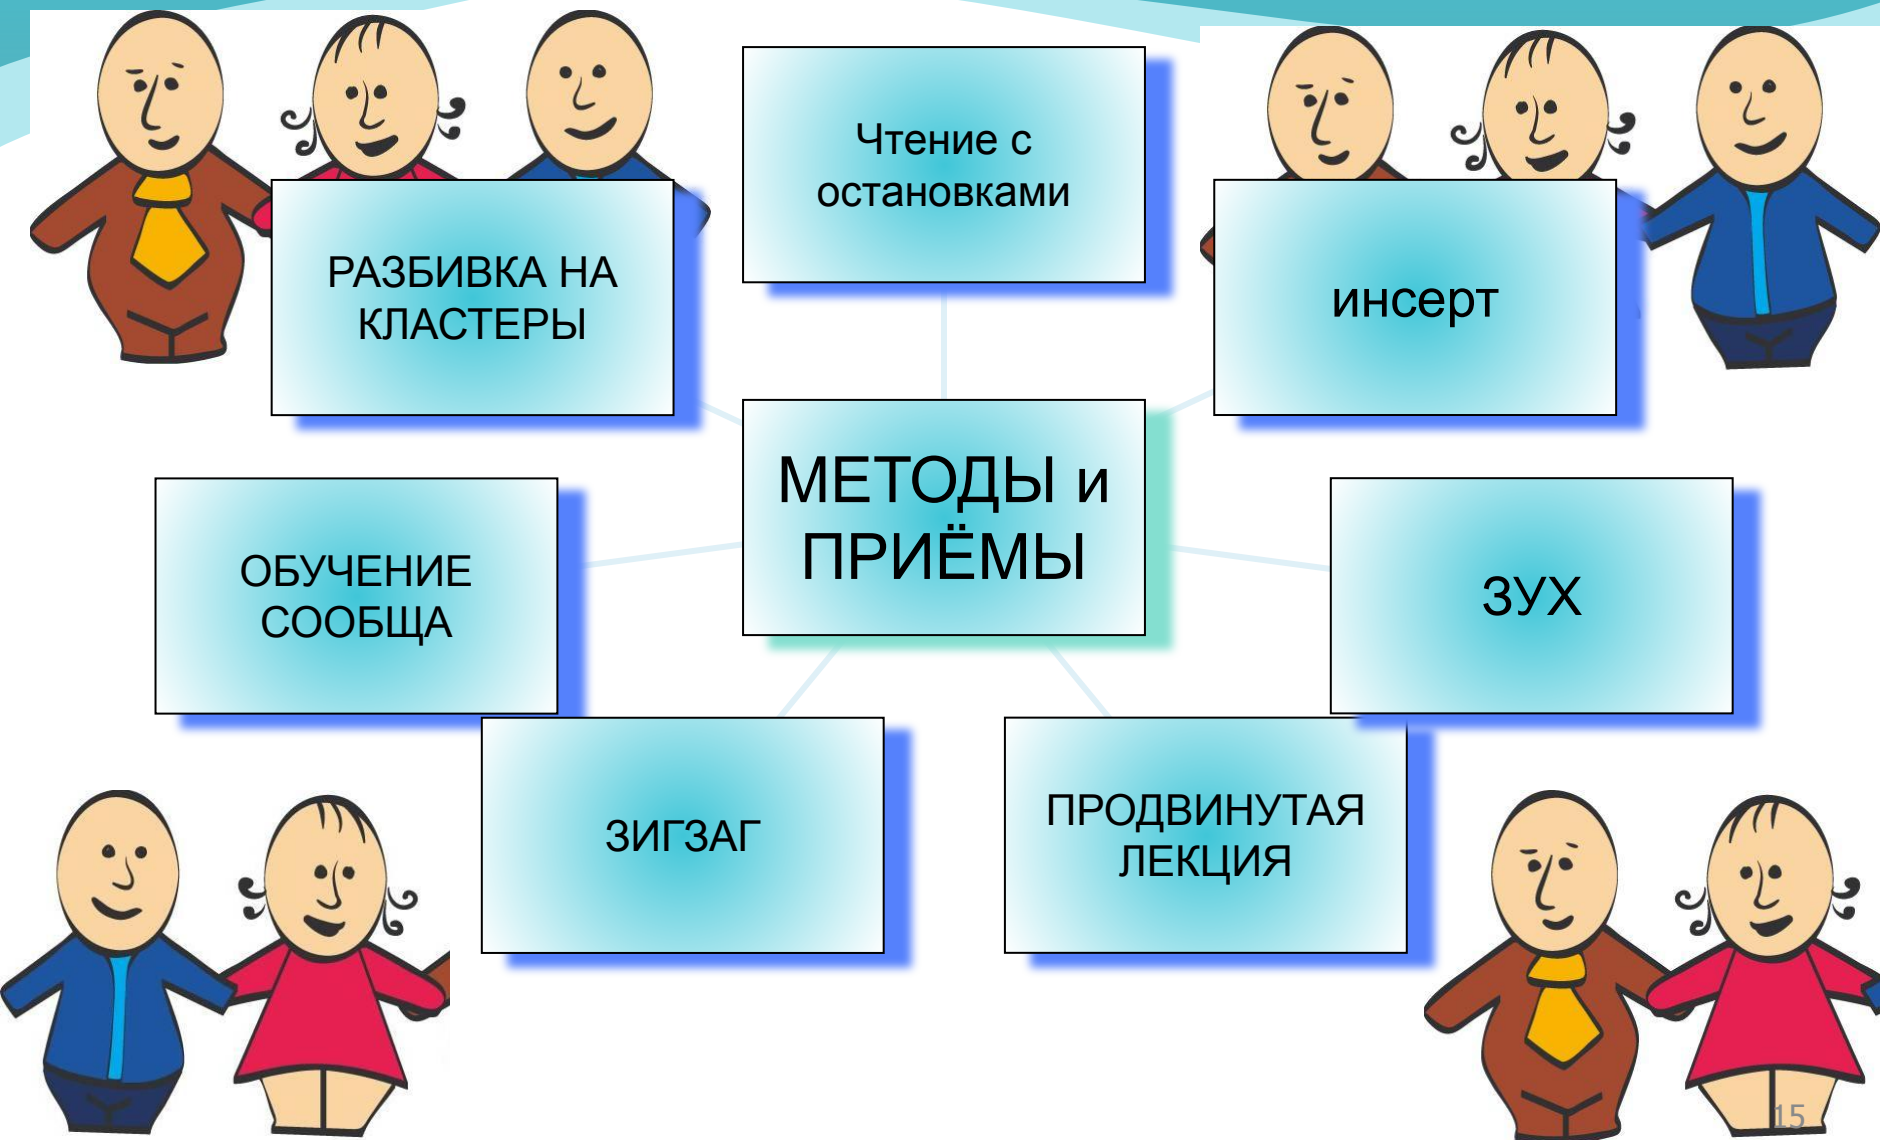 Чтение с
остановками
РАЗБИВКА НА
КЛАСТЕРЫ
инсерт
МЕТОДЫ и
ПРИЁМЫ
ОБУЧЕНИЕ
СООБЩА
ЗУХ
ЗИГЗАГ
ПРОДВИНУТАЯ
ЛЕКЦИЯ
15